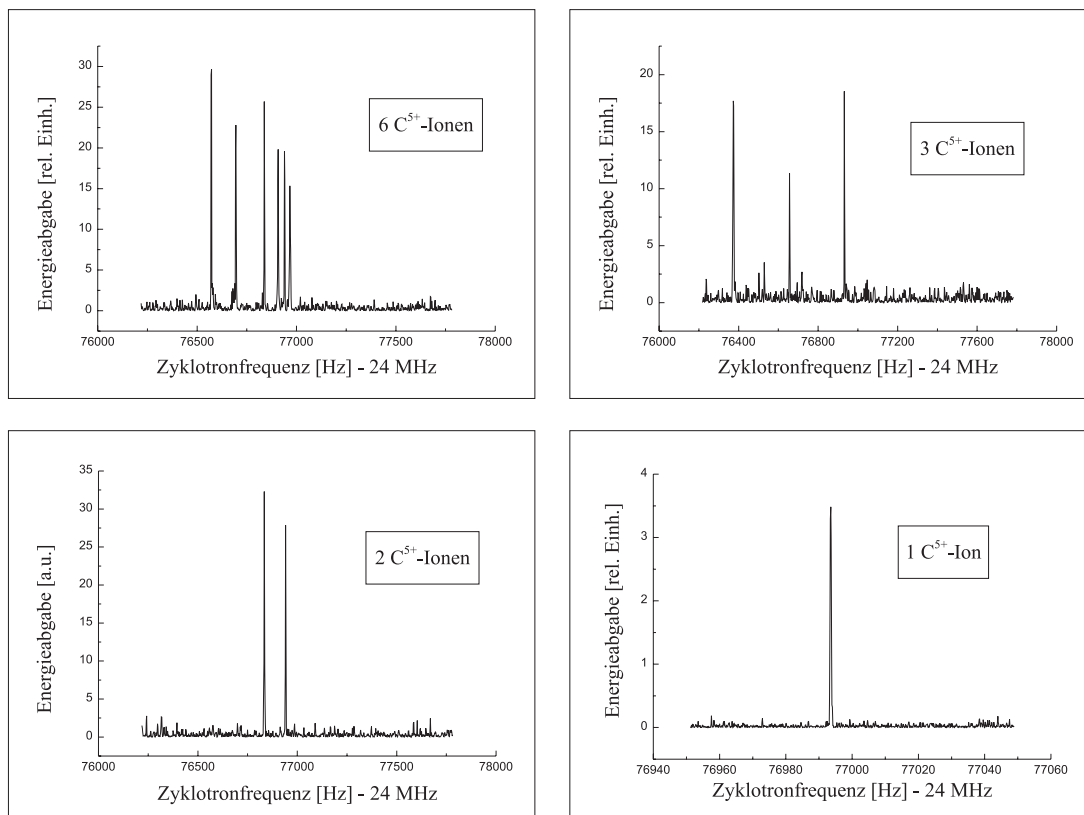 30
25
20
15
10
5
0
76000 76500 77000 77500 78000
Energieabgabe [rel. Einh.]
Zyklotronfrequenz [Hz] - 24 MHz
6 C⁵⁺-Ionen
20
15
10
5
0
76000 76400 76800 77200 77600 78000
Energieabgabe [rel. Einh.]
Zyklotronfrequenz [Hz] - 24 MHz
3 C⁵⁺-Ionen
35
30
25
20
15
10
5
0
76000 76500 77000 77500 78000
Energieabgabe [a.u.]
Zyklotronfrequenz [Hz] - 24 MHz
2 C⁵⁺-Ionen
4
3
2
1
0
76940 76960 76980 77000 77020 77040 77060
Energieabgabe [rel. Einh.]
Zyklotronfrequenz [Hz] - 24 MHz
1 C⁵⁺-Ion